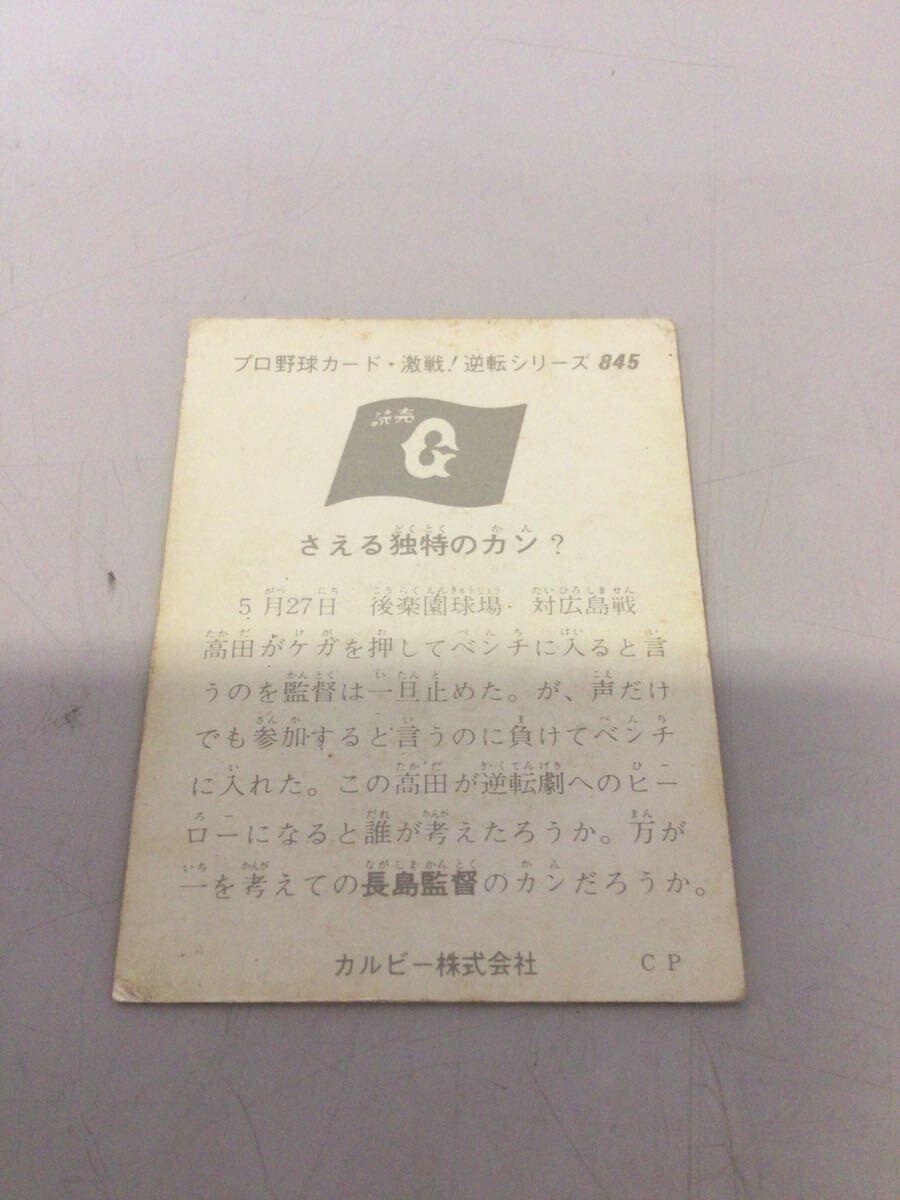 プロ野球カード・激戦！逆転シリーズ 845
読売
G
さえる独特のカン？
5月27日 後楽園球場 対広島戦
高田がケガを押してベンチに入ると言
うのを監督は一旦止めた。が、声だけ
でも参加すると言うのに負けてベンチ
に入れた。この高田が逆転劇へのヒー
ローになると誰が考えたろうか。万が
一を考えての長島監督のカンだろうか。
カルビー株式会社 CP